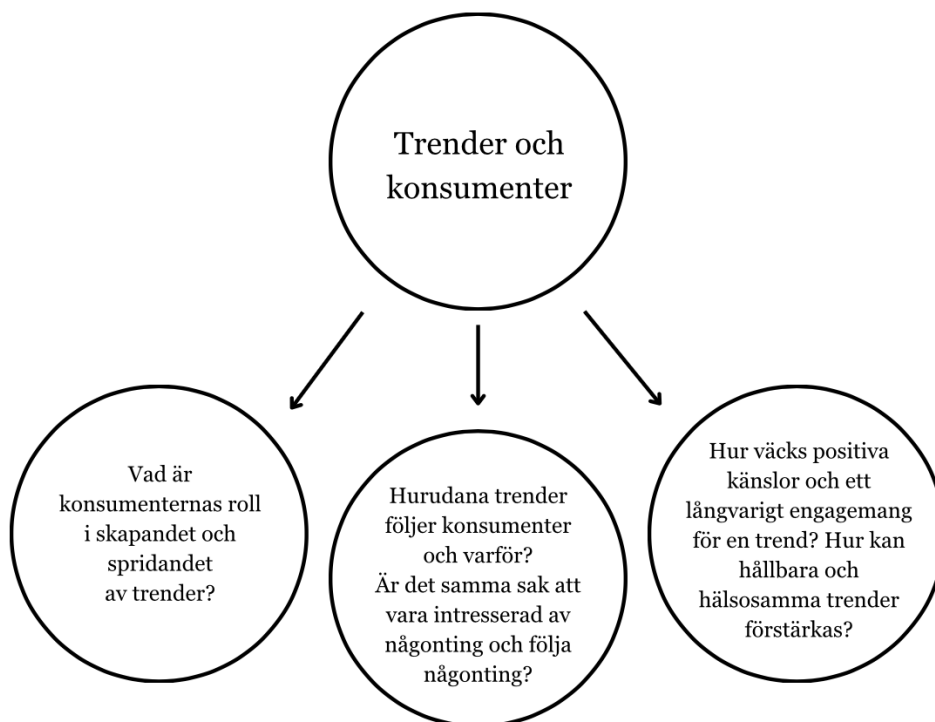 Trender och
konsumenter
Vad är
konsumenternas roll
i skapandet och
spridandet
av trender?
Hurudana trender
följer konsumenter
och varför?
Är det samma sak att
vara intresserad av
någonting och följa
någonting?
Hur väcks positiva
känslor och ett
långvarigt engagemang
för en trend? Hur kan
hållbara och
hälsosamma trender
förstärkas?